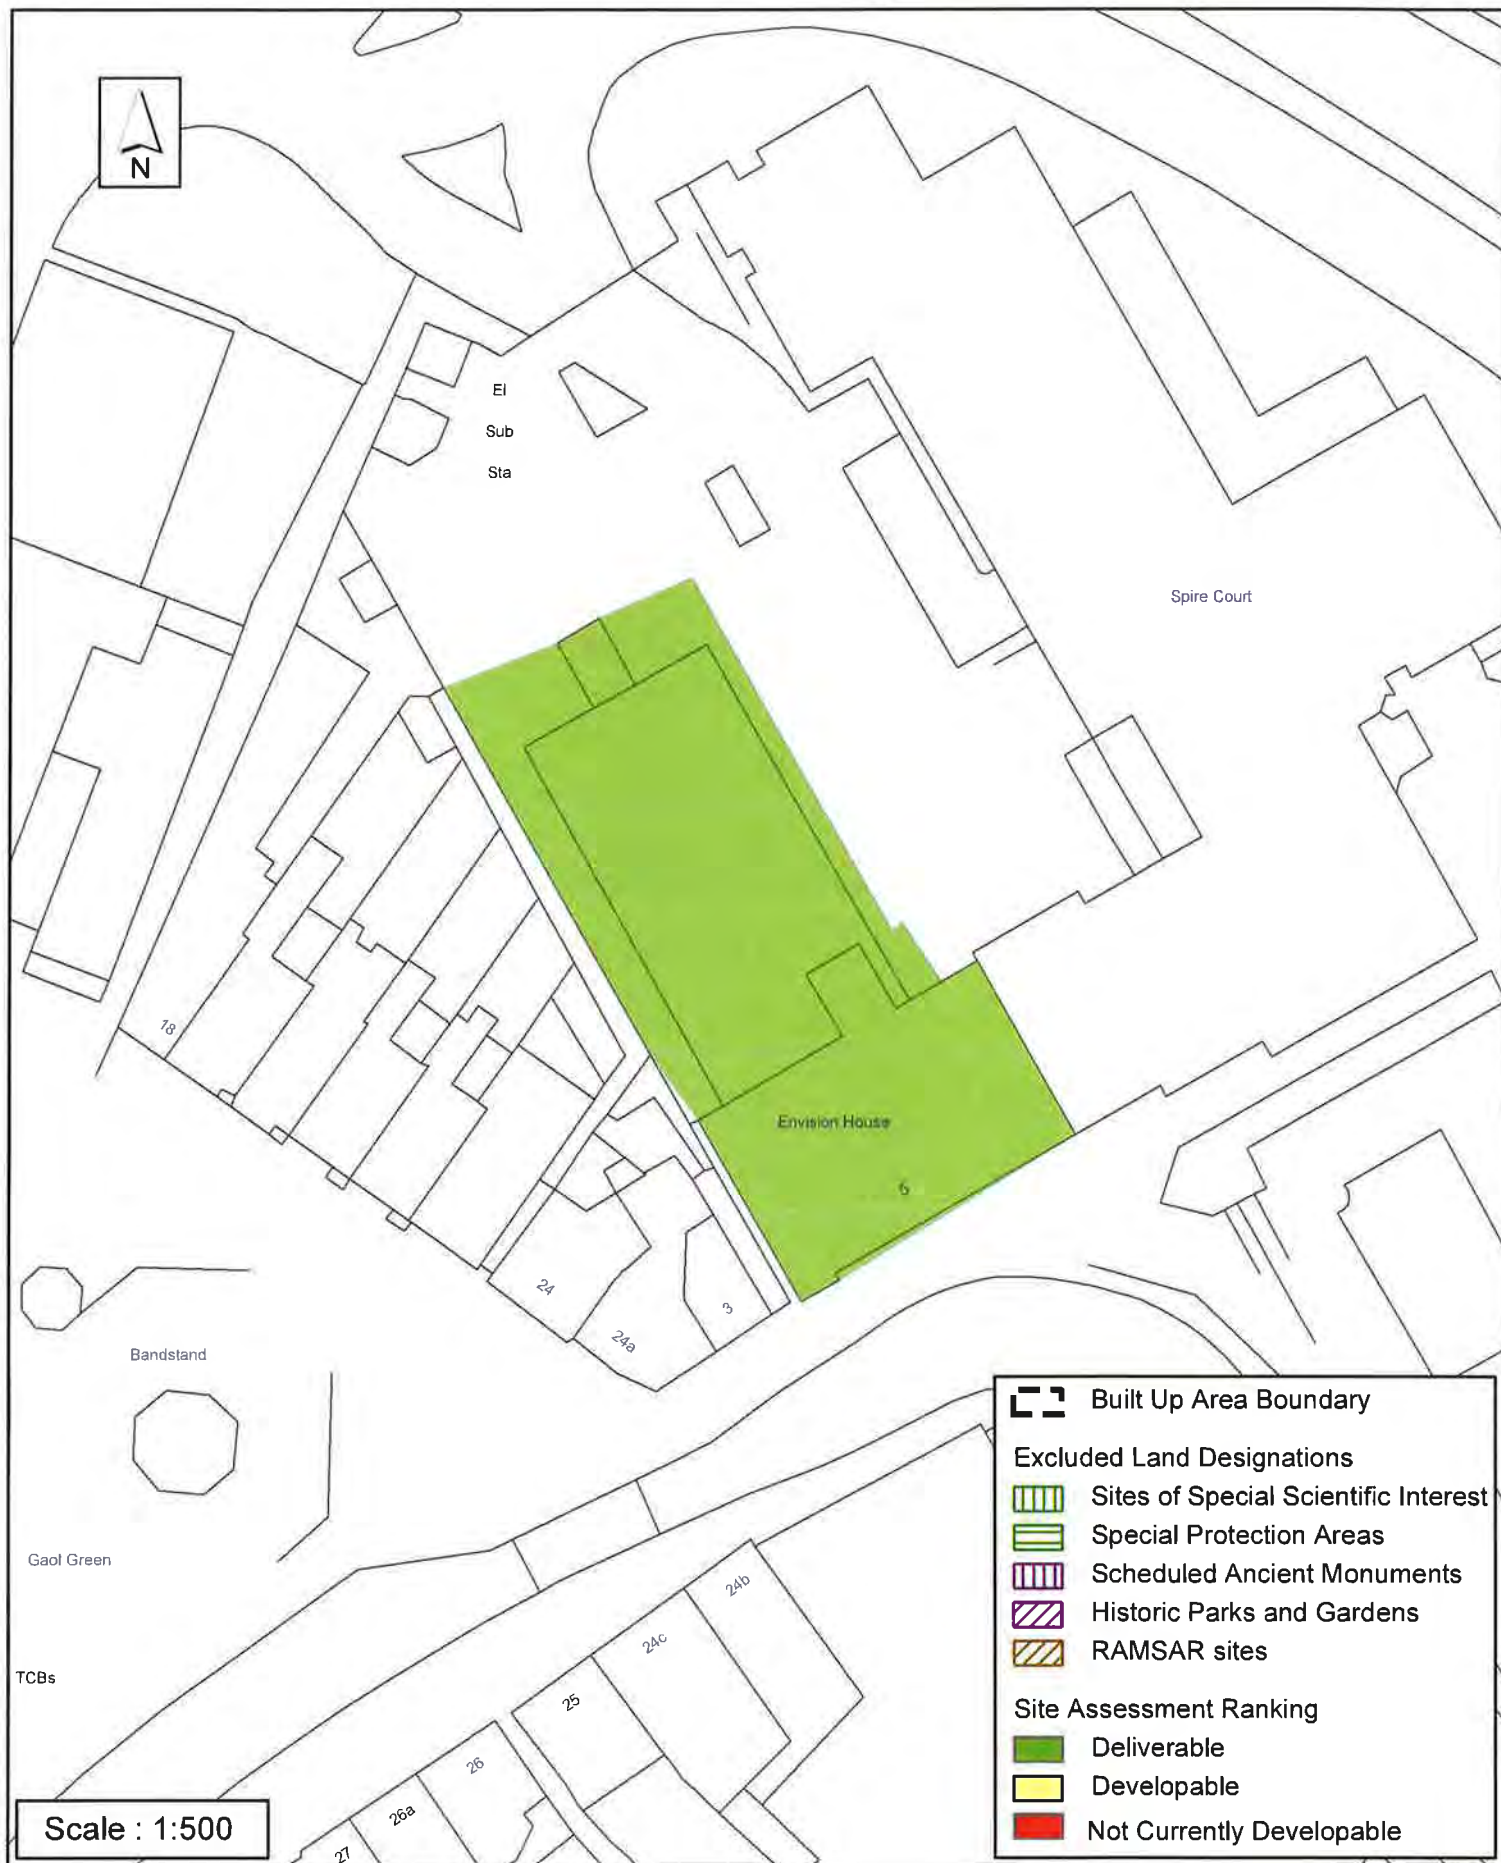 N
El
Sub
Sta
Spire Court
18
Envision House
6
24
24a
3
Bandstand
Gaol Green
TCBs
24b
24c
25
26
26a
27
Scale : 1:500
Built Up Area Boundary
Excluded Land Designations
Sites of Special Scientific Interest
Special Protection Areas
Scheduled Ancient Monuments
Historic Parks and Gardens
RAMSAR sites
Site Assessment Ranking
Deliverable
Developable
Not Currently Developable